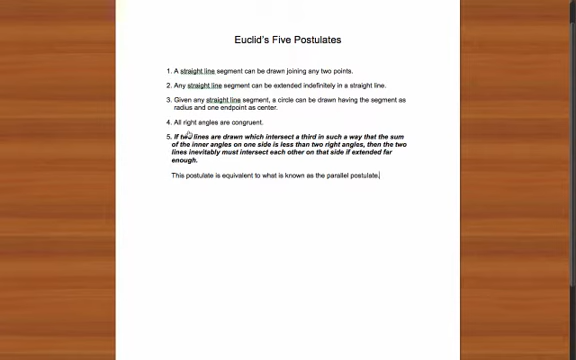 Euclid's Five Postulates
1. A straight line segment can be drawn joining any two points.
2. Any straight line segment can be extended indefinitely in a straight line.
3. Given any straight line segment, a circle can be drawn having the segment as
radius and one endpoint as center.
4. All right angles are congruent.
5. If two lines are drawn which intersect a third in such a way that the sum
of the inner angles on one side is less than two right angles, then the two
lines inevitably must intersect each other on that side if extended far
enough.
This postulate is equivalent to what is known as the parallel postulate.